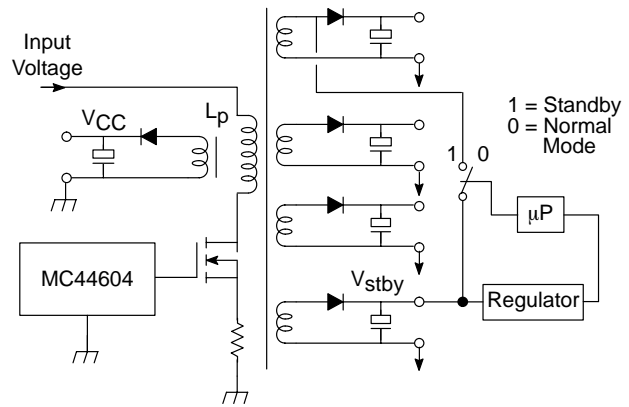 Input
Voltage
VCC
Lp
1 = Standby
0 = Normal
Mode
1 0
μP
MC44604
Vstby
Regulator